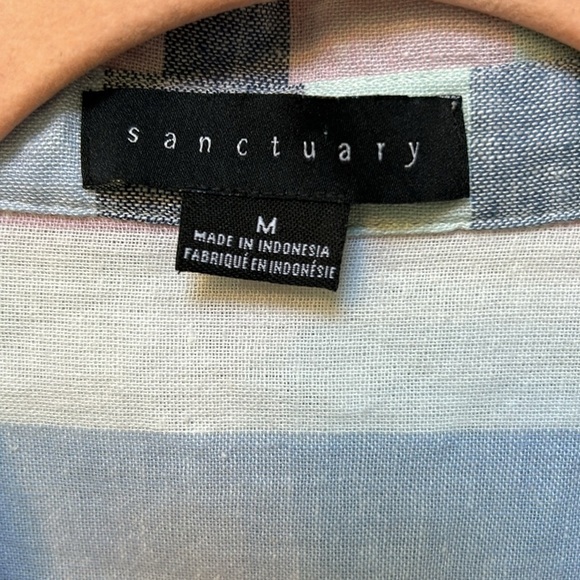 sanctuary
M
MADE IN INDONESIA
FABRIQUÉ EN INDONÉSIE